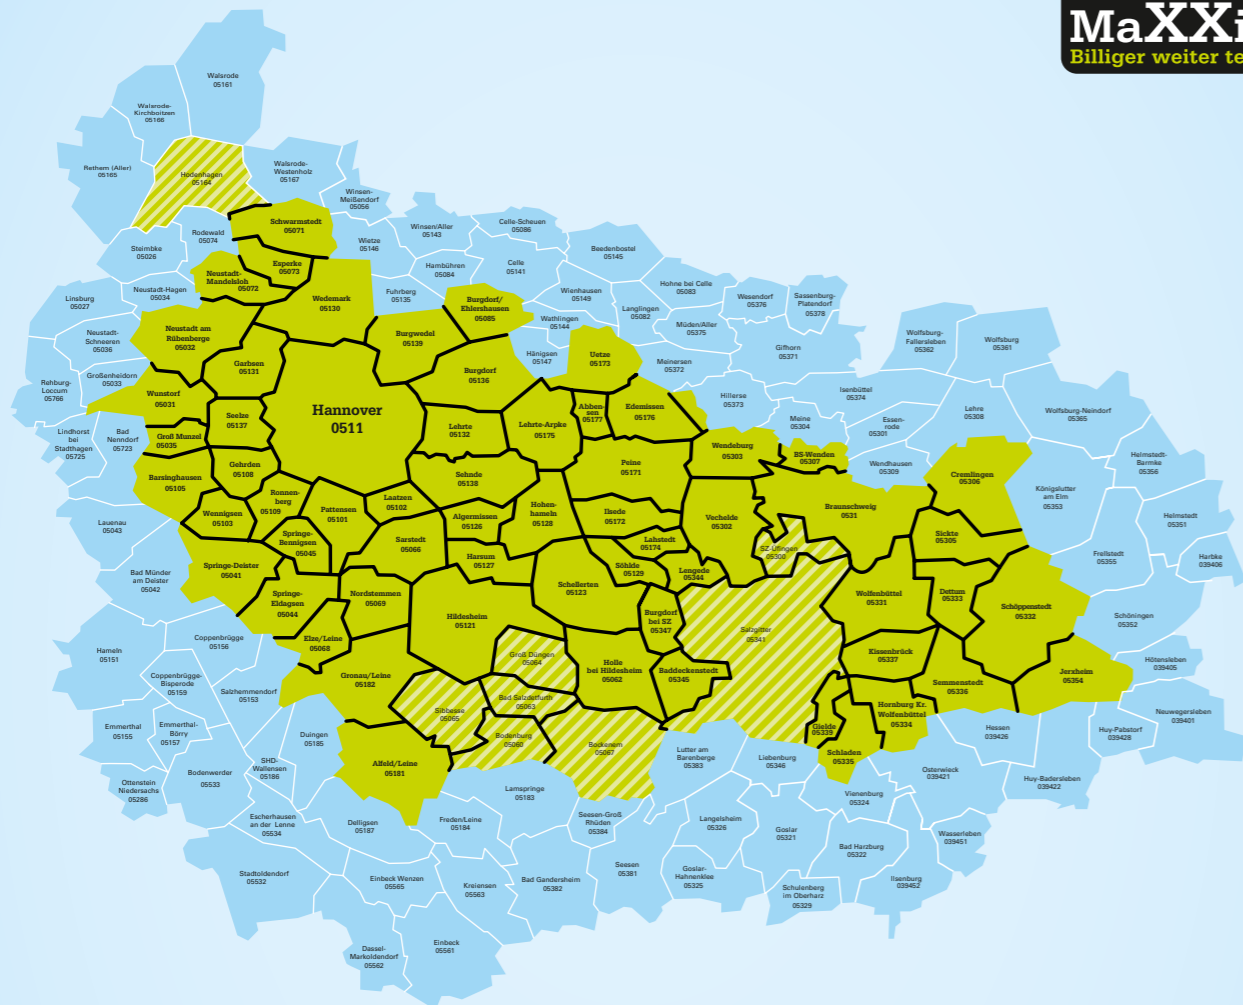 MaXXi
Billiger weiter te
Walsrode
05161
Walsrode-
Kirchboitzen
05166
Rethem (Aller)
05165
Hodenhagen
05164
Walsrode-
Westenholz
05167
Winsen-
Meißendorf
05056
Schwarmstedt
05071
Rodewald
05074
Steimbke
05026
Wietze
05146
Winsen/Aller
05143
Celle-Scheuen
05086
Beedenbostel
05145
Esperke
05073
Neustadt-
Mandelsloh
05072
Hambühren
05084
Celle
05141
Linsburg
05027
Neustadt-Hagen
05034
Wedemark
05130
Fuhrberg
05135
Burgdorf/
Ehlershausen
05085
Wienhausen
05149
Langlingen
05082
Hohne bei Celle
05083
Wesendorf
05376
Sassenburg-
Platendorf
05378
Wathlingen
05144
Müden/Aller
05375
Neustadt-
Schneeren
05036
Neustadt am
Rübenberge
05032
Burgwedel
05139
Hänigsen
05147
Uetze
05173
Meinersen
05372
Gifhorn
05371
Wolfsburg-
Fallersleben
05362
Wolfsburg
05361
Garbsen
05131
Burgdorf
05136
Rehburg-
Loccum
05766
Großenheidorn
05033
Wunstorf
05031
Hillerse
05373
Isenbüttel
05374
Seelze
05137
Hannover
0511
Abben-
sen
05177
Edemissen
05176
Meine
05304
Essen-
rode
05301
Lehre
05308
Wolfsburg-Neindorf
05365
Lindhorst
bei
Stadthagen
05725
Bad
Nenndorf
05723
Groß Munzel
05035
Lehrte
05132
Lehrte-Arpke
05175
Wendeburg
05303
BS-Wenden
05307
Wendhausen
05309
Helmstedt-
Barmke
05356
Barsinghausen
05105
Gehrden
05108
Peine
05171
Cremlingen
05306
Sehnde
05138
Königslutter
am Elm
05353
Ronnen-
berg
05109
Laatzen
05102
Pattensen
05101
Hohen-
hameln
05128
Braunschweig
0531
Wennigsen
05103
Lauenau
05043
Algermissen
05126
Ilsede
05172
Vechelde
05302
Helmstedt
05351
Springe-
Bennigsen
05045
Sarstedt
05066
Lahstedt
05174
Sickte
05305
SZ-Üfingen
05300
Harsum
05127
Söhlde
05129
Lengede
05344
Frellstedt
05355
Harbke
039406
Springe-Deister
05041
Bad Münder
am Deister
05042
Springe-
Eldagsen
05044
Nordstemmen
05069
Schellerten
05123
Wolfenbüttel
05331
Dettum
05333
Schöppenstedt
05332
Schöningen
05352
Hildesheim
05121
Burgdorf
bei SZ
05347
Salzgitter
05341
Coppenbrügge
05156
Elze/Leine
05068
Hameln
05151
Groß Düngen
05064
Kissenbrück
05337
Hötensleben
039405
Holle
bei Hildesheim
05062
Baddeckenstedt
05345
Jerxheim
05354
Gronau/Leine
05182
Coppenbrügge-
Bisperode
05159
Salzhemmendorf
05153
Semmenstedt
05336
Bad Salzdetfurth
05063
Sibbesse
05065
Hornburg Kr.
Wolfenbüttel
05334
Neuwegersleben
039401
Emmerthal
05155
Emmerthal-
Börry
05157
Duingen
05185
Bodenburg
05060
Bockenem
05067
Gielde
05339
Hessen
039426
Huy-Pabstorf
039428
Lutter am
Barenberge
05383
Liebenburg
05346
Schladen
05335
Alfeld/Leine
05181
SHD-
Wallensen
05186
Bodenwerder
05533
Ottenstein
Niedersachs
05286
Osterwieck
039421
Huy-Badersleben
039422
Lamspringe
05183
Vienenburg
05324
Escherhausen
an der Lenne
05534
Delligsen
05187
Freden/Leine
05184
Seesen-Groß
Rhüden
05384
Langelsheim
05326
Goslar
05321
Wasserleben
039451
Bad Harzburg
05322
Stadtoldendorf
05532
Einbeck Wenzen
05565
Kreiensen
05563
Bad Gandersheim
05382
Seesen
05381
Goslar-
Hahnenklee
05325
Schulenberg
im Oberharz
05329
Ilsenburg
039452
Dassel-
Markoldendorf
05562
Einbeck
05561